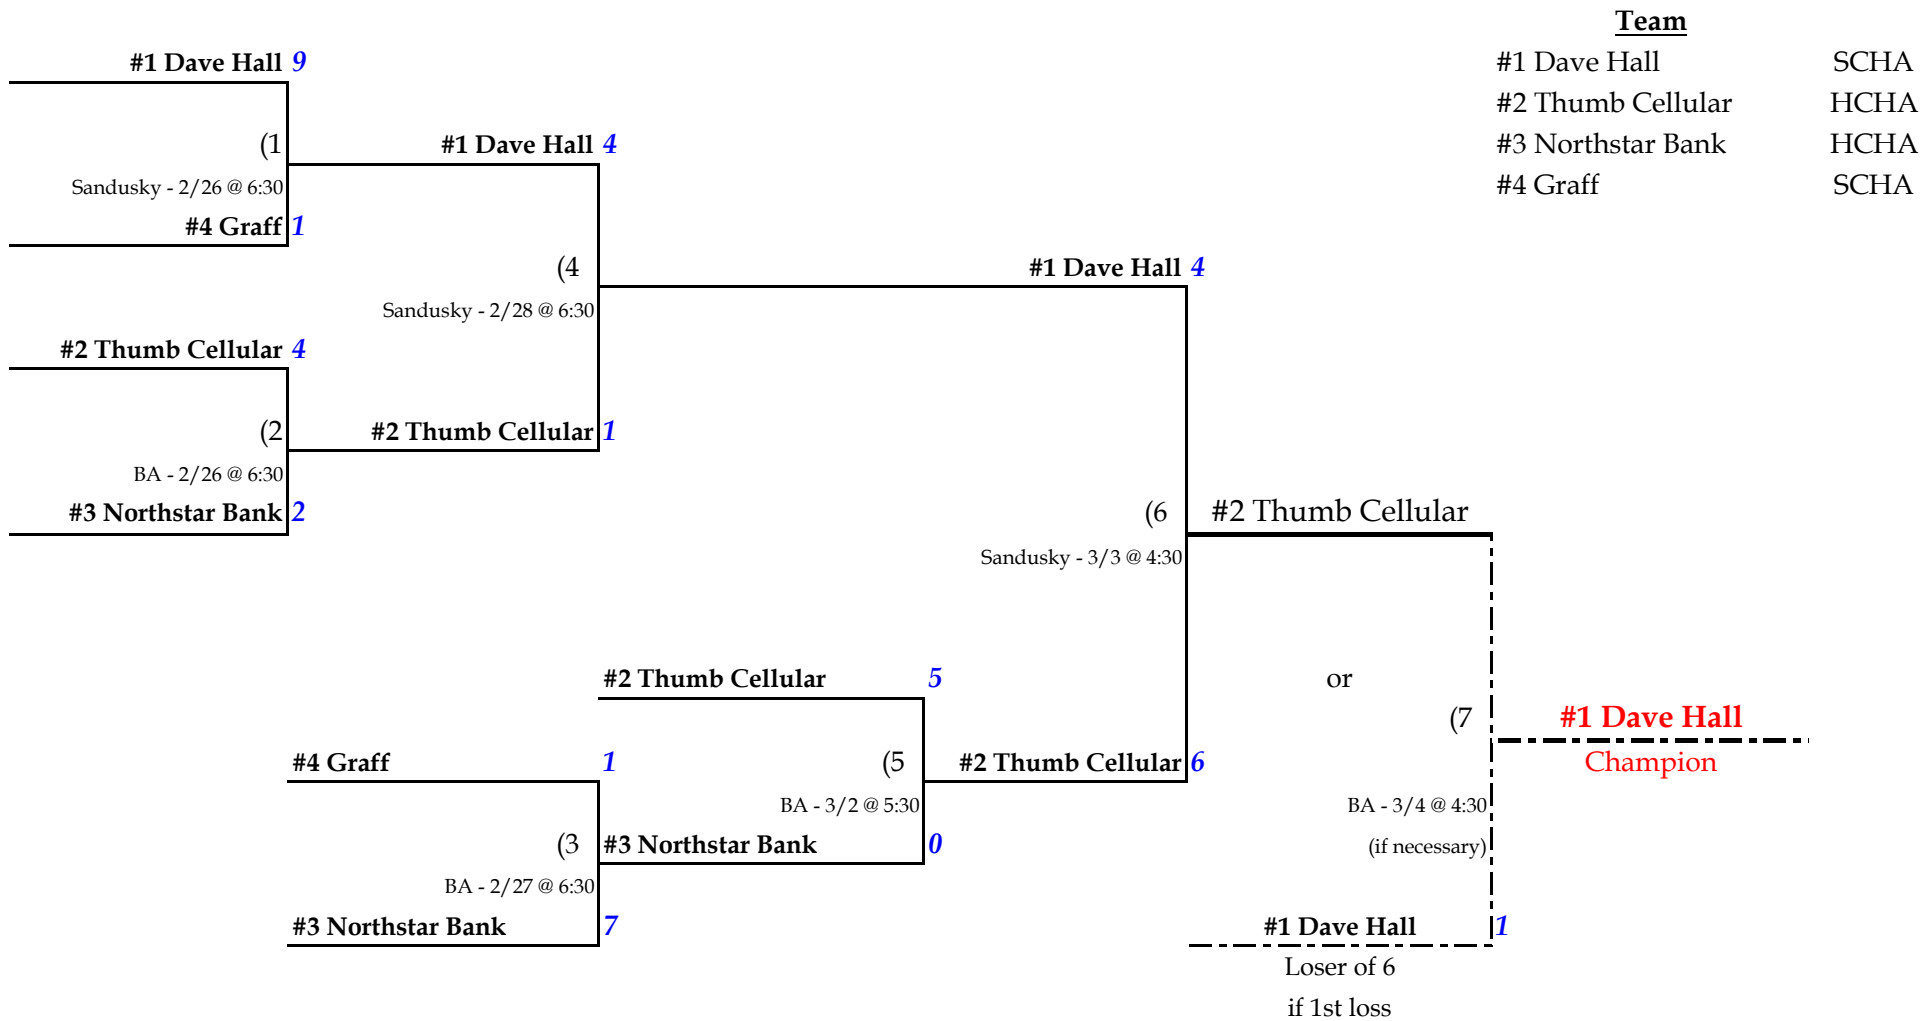 Team
#1 Dave Hall SCHA
#2 Thumb Cellular HCHA
#3 Northstar Bank HCHA
#4 Graff SCHA
#1 Dave Hall 9
(1
Sandusky - 2/26 @ 6:30
#4 Graff 1
#1 Dave Hall 4
(4
Sandusky - 2/28 @ 6:30
#2 Thumb Cellular 4
(2
BA - 2/26 @ 6:30
#3 Northstar Bank 2
#2 Thumb Cellular 1
#1 Dave Hall 4
(6
Sandusky - 3/3 @ 4:30
#2 Thumb Cellular
#2 Thumb Cellular 5
(5
BA - 3/2 @ 5:30
#3 Northstar Bank 0
#4 Graff 1
(3
BA - 2/27 @ 6:30
#3 Northstar Bank 7
#2 Thumb Cellular 6
or
(7
BA - 3/4 @ 4:30
(if necessary)
#1 Dave Hall 1
Loser of 6
if 1st loss
#1 Dave Hall
Champion